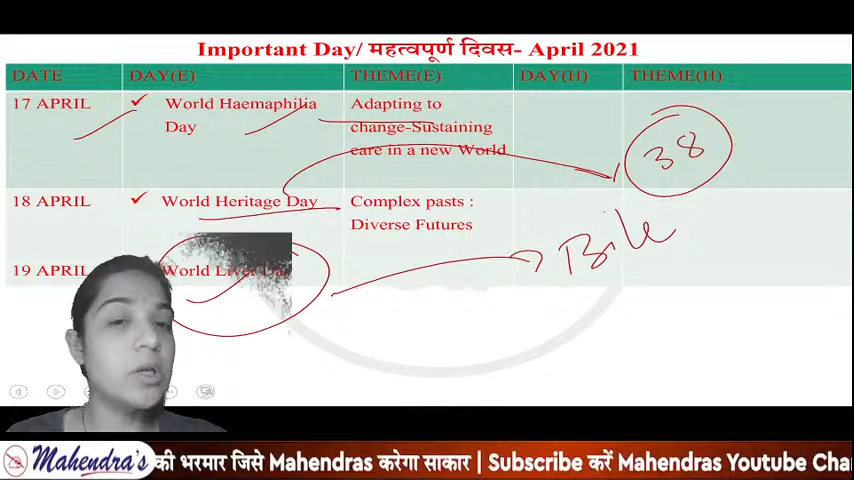 Important Day/ महत्वपूर्ण दिवस- April 2021
DATE DAY(E) THEME(E) DAY(H) THEME(H)
17 APRIL ✓ World Haemaphilia Day Adapting to change-Sustaining care in a new World
38
18 APRIL ✓ World Heritage Day Complex pasts : Diverse Futures
19 APRIL World Liver Day
Bile
Mahendra's की भरमार जिसे Mahendras करेगा साकार | Subscribe करें Mahendras Youtube Cha